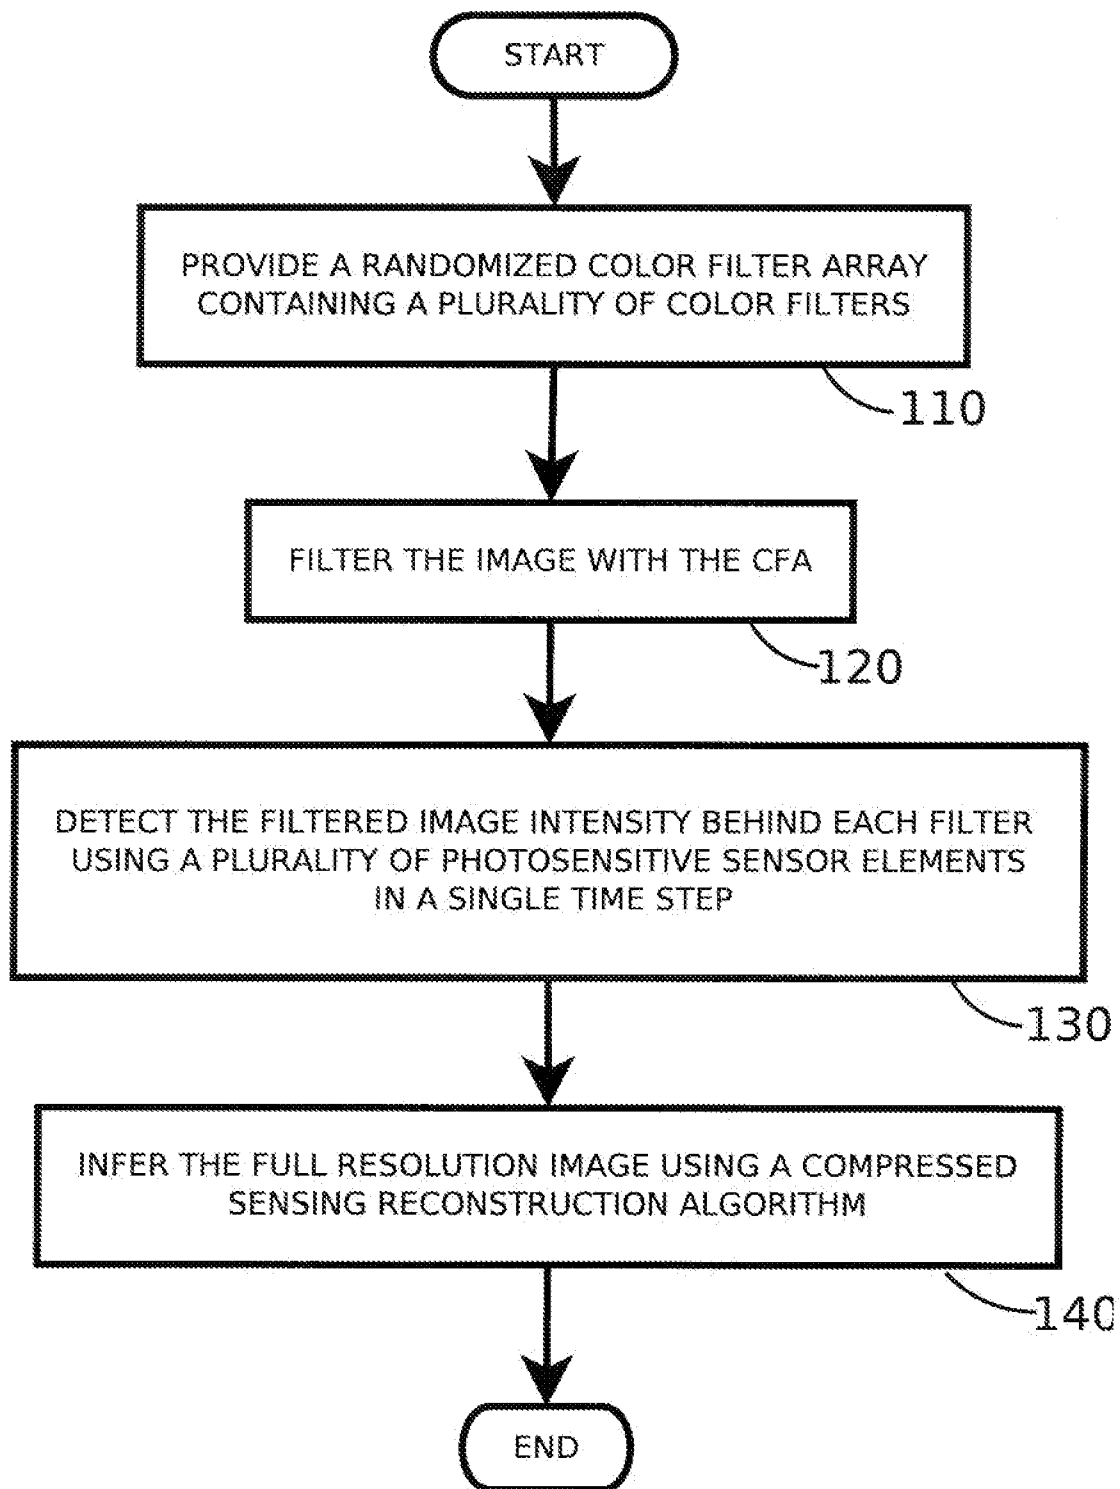 START
PROVIDE A RANDOMIZED COLOR FILTER ARRAY
CONTAINING A PLURALITY OF COLOR FILTERS
110
FILTER THE IMAGE WITH THE CFA
120
DETECT THE FILTERED IMAGE INTENSITY BEHIND EACH FILTER
USING A PLURALITY OF PHOTOSENSITIVE SENSOR ELEMENTS
IN A SINGLE TIME STEP
130
INFER THE FULL RESOLUTION IMAGE USING A COMPRESSED
SENSING RECONSTRUCTION ALGORITHM
140
END